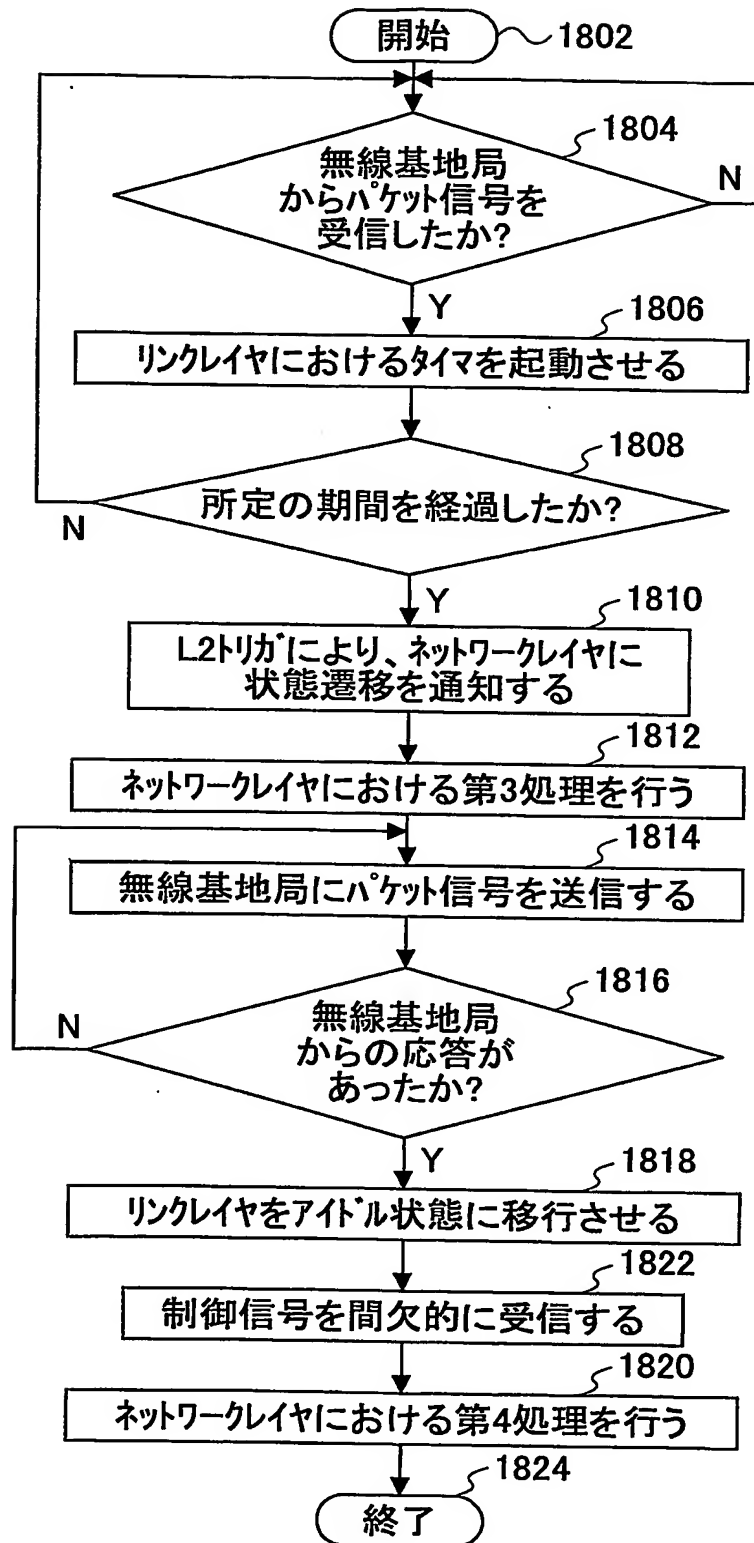 開始
1802
1804
無線基地局
からパケット信号を
受信したか?
N
Y
1806
リンクレイヤにおけるタイマを起動させる
1808
所定の期間を経過したか?
N
Y
1810
L2トリガにより、ネットワークレイヤに
状態遷移を通知する
1812
ネットワークレイヤにおける第3処理を行う
1814
無線基地局にパケット信号を送信する
1816
無線基地局
からの応答が
あったか?
N
Y
1818
リンクレイヤをアイドル状態に移行させる
1822
制御信号を間欠的に受信する
1820
ネットワークレイヤにおける第4処理を行う
1824
終了